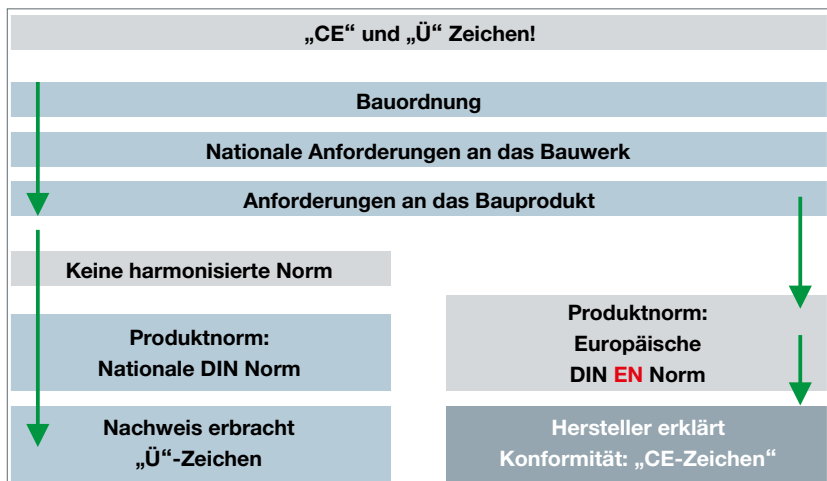 „CE“ und „Ü“ Zeichen!
Bauordnung
Nationale Anforderungen an das Bauwerk
Anforderungen an das Bauprodukt
Keine harmonisierte Norm
Produktnorm:
Nationale DIN Norm
Nachweis erbracht
„Ü“-Zeichen
Produktnorm:
Europäische
DIN EN Norm
Hersteller erklärt
Konformität: „CE-Zeichen“